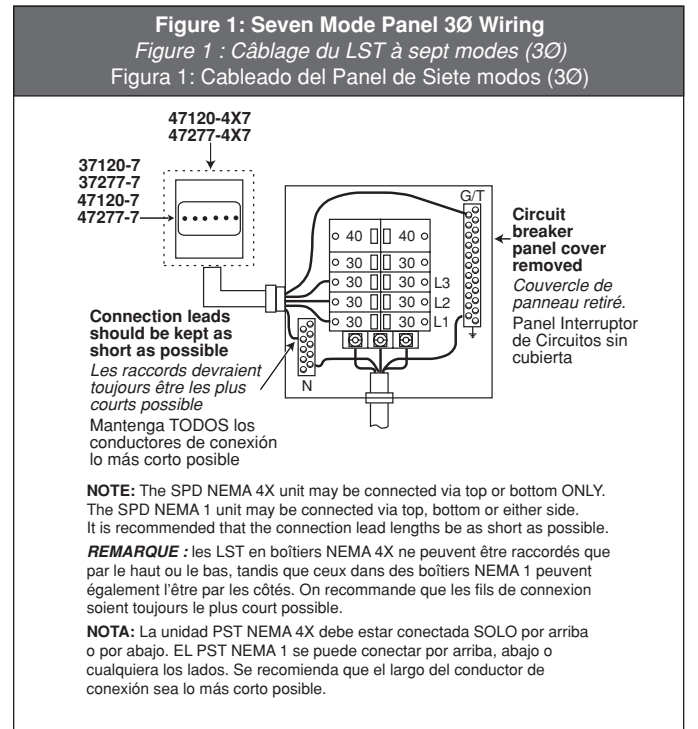 Figure 1: Seven Mode Panel 3Ø Wiring
Figure 1 : Câblage du LST à sept modes (3Ø)
Figura 1: Cableado del Panel de Siete modos (3Ø)
47120-4X7
47277-4X7
37120-7
37277-7
47120-7
47277-7
G/T
40 40
30 30
30 30 L3
30 30 L2
30 30 L1
N
Circuit
breaker
panel cover
removed
Couvercle de
panneau retiré.
Panel Interruptor
de Circuitos sin
cubierta
Connection leads
should be kept as
short as possible
Les raccords devraient
toujours être les plus
courts possible
Mantenga TODOS los
conductores de conexión
lo más corto posible
NOTE: The SPD NEMA 4X unit may be connected via top or bottom ONLY.
The SPD NEMA 1 unit may be connected via top, bottom or either side.
It is recommended that the connection lead lengths be as short as possible.
REMARQUE : les LST en boîtiers NEMA 4X ne peuvent être raccordés que
par le haut ou le bas, tandis que ceux dans des boîtiers NEMA 1 peuvent
également l'être par les côtés. On recommande que les fils de connexion
soient toujours le plus court possible.
NOTA: La unidad PST NEMA 4X debe estar conectada SOLO por arriba
o por abajo. EL PST NEMA 1 se puede conectar por arriba, abajo o
cualquiera los lados. Se recomienda que el largo del conductor de
conexión sea lo más corto posible.